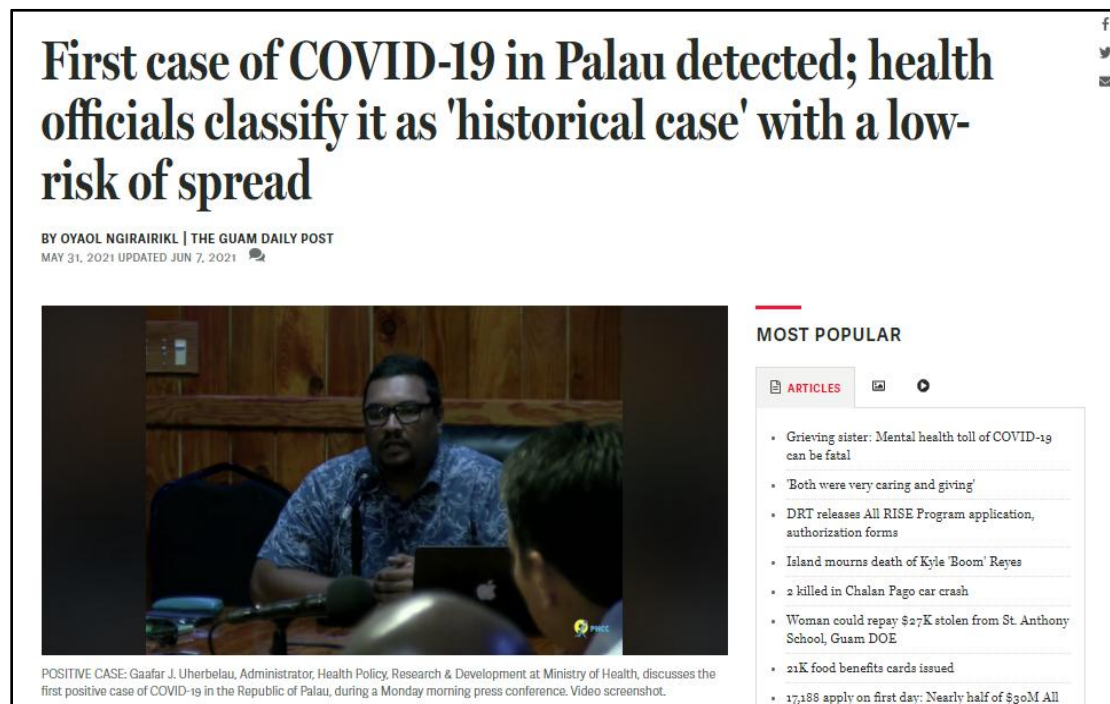 First case of COVID-19 in Palau detected; health
officials classify it as 'historical case' with a low-
risk of spread
BY OYAOL NGIRAIRIKL | THE GUAM DAILY POST
MAY 31, 2021 UPDATED JUN 7, 2021
PNCC
POSITIVE CASE: Gaafar J. Uherbelau, Administrator, Health Policy, Research & Development at Ministry of Health, discusses the
first positive case of COVID-19 in the Republic of Palau, during a Monday morning press conference. Video screenshot.
MOST POPULAR
ARTICLES
Grieving sister: Mental health toll of COVID-19
can be fatal
'Both were very caring and giving'
DRT releases All RISE Program application,
authorization forms
Island mourns death of Kyle 'Boom' Reyes
2 killed in Chalan Pago car crash
Woman could repay $27K stolen from St. Anthony
School, Guam DOE
21K food benefits cards issued
17,188 apply on first day: Nearly half of $30M All